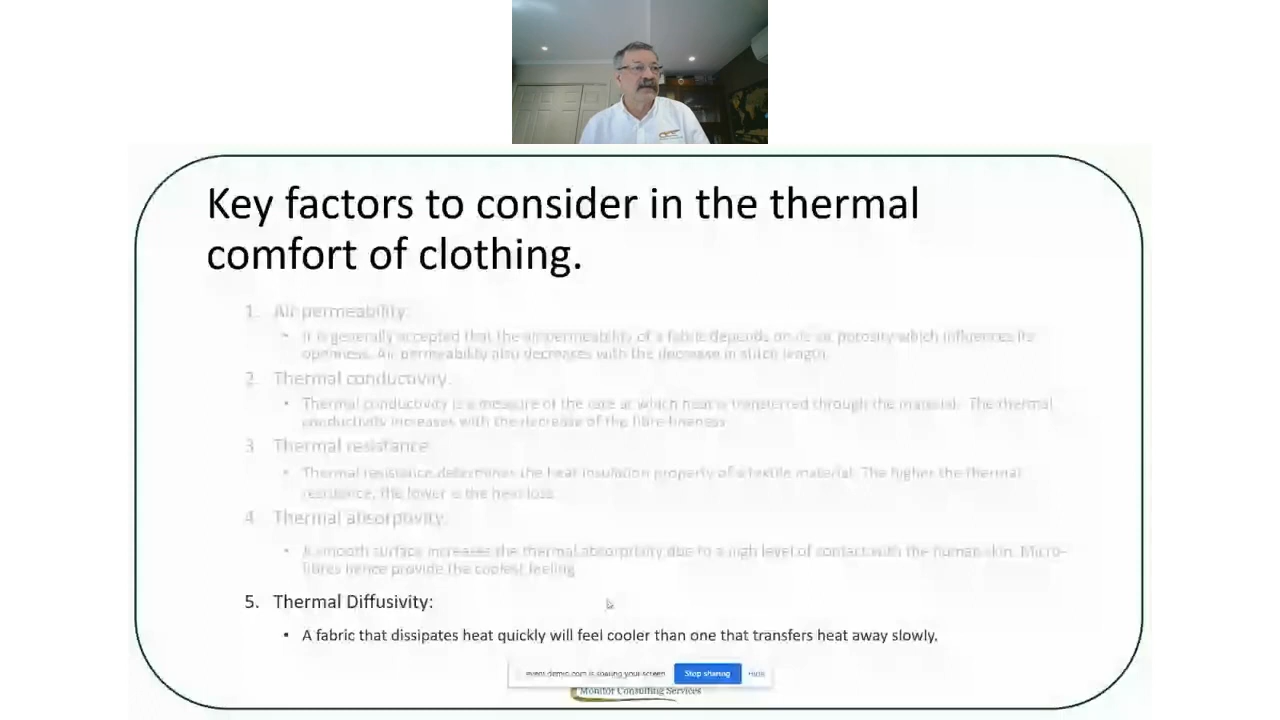 Key factors to consider in the thermal
comfort of clothing.
1. Air permeability:
• It is generally accepted that the air permeability of a fabric depends on its air porosity which influences its
openness. Air permeability also decreases with the decrease in stitch length.
2. Thermal conductivity:
• Thermal conductivity is a measure of the rate at which heat is transferred through the material. The thermal
conductivity increases with the decrease of the fibre fineness.
3. Thermal resistance
• Thermal resistance determines the heat insulation property of a textile material. The higher the thermal
resistance, the lower is the heat loss.
4. Thermal absorptivity:
• A smooth surface increases the thermal absorptivity due to a high level of contact with the human skin. Micro-
fibres hence provide the coolest feeling
5. Thermal Diffusivity:
• A fabric that dissipates heat quickly will feel cooler than one that transfers heat away slowly.
is sharing your screen Stop sharing Hide
Monitor Consulting Services